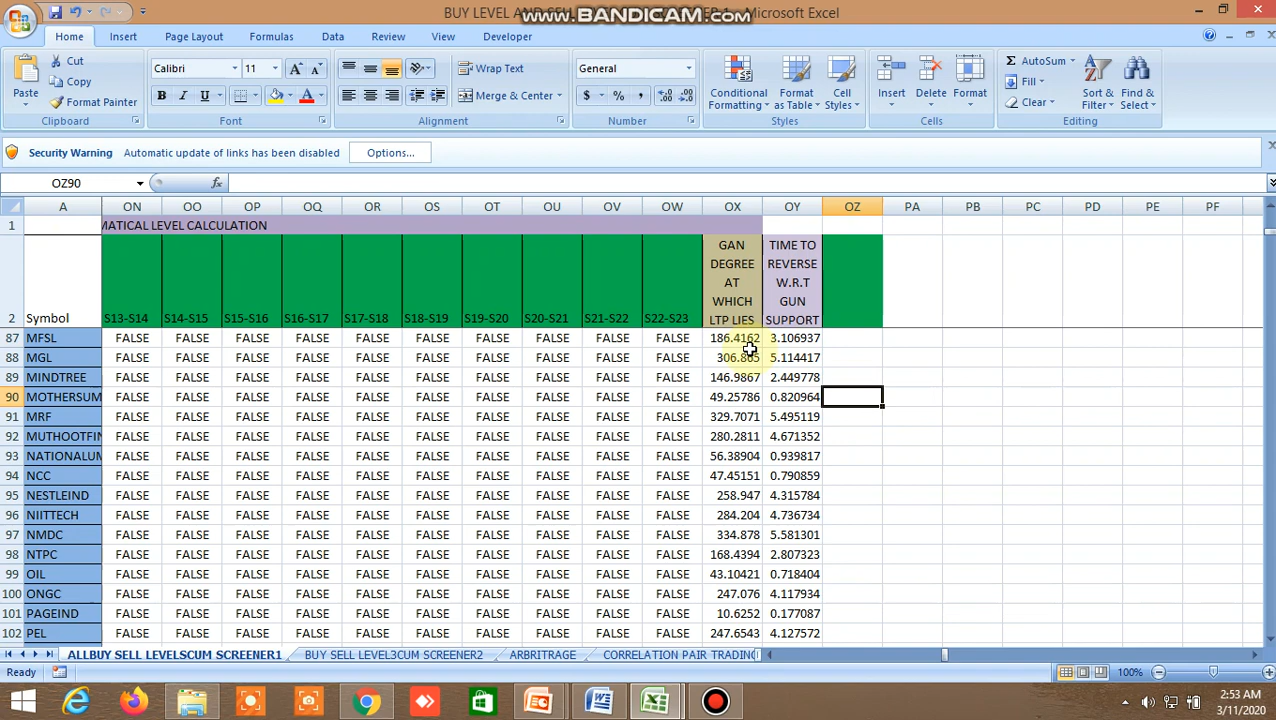 BUY LEVEL AND
www.BANDICAM.com
Microsoft Excel
Home Insert Page Layout Formulas Data Review View Developer
Paste Cut Copy Format Painter
Calibri 11
Wrap Text
Merge & Center
General
Conditional Formatting Format as Table Cell Styles
Insert Delete Format
AutoSum Fill Clear
Sort & Filter Find & Select
Clipboard Font Alignment Number Styles Cells Editing
Security Warning Automatic update of links has been disabled Options...
OZ90 fx
A ON OO OP OQ OR OS OT OU OV OW OX OY OZ PA PB PC PD PE PF
1 MATICAL LEVEL CALCULATION
2 Symbol S13-S14 S14-S15 S15-S16 S16-S17 S17-S18 S18-S19 S19-S20 S20-S21 S21-S22 S22-S23 GAN DEGREE AT WHICH LTP LIES TIME TO REVERSE W.R.T GUN SUPPORT
87 MFSL FALSE FALSE FALSE FALSE FALSE FALSE FALSE FALSE FALSE FALSE 186.4162 3.106937
88 MGL FALSE FALSE FALSE FALSE FALSE FALSE FALSE FALSE FALSE FALSE 306.865 5.114417
89 MINDTREE FALSE FALSE FALSE FALSE FALSE FALSE FALSE FALSE FALSE FALSE 146.9867 2.449778
90 MOTHERSUM FALSE FALSE FALSE FALSE FALSE FALSE FALSE FALSE FALSE FALSE 49.25786 0.820964
91 MRF FALSE FALSE FALSE FALSE FALSE FALSE FALSE FALSE FALSE FALSE 329.7071 5.495119
92 MUTHOOTFIN FALSE FALSE FALSE FALSE FALSE FALSE FALSE FALSE FALSE FALSE 280.2811 4.671352
93 NATIONALUM FALSE FALSE FALSE FALSE FALSE FALSE FALSE FALSE FALSE FALSE 56.38904 0.939817
94 NCC FALSE FALSE FALSE FALSE FALSE FALSE FALSE FALSE FALSE FALSE 47.45151 0.790859
95 NESTLEIND FALSE FALSE FALSE FALSE FALSE FALSE FALSE FALSE FALSE FALSE 258.947 4.315784
96 NIITTECH FALSE FALSE FALSE FALSE FALSE FALSE FALSE FALSE FALSE FALSE 284.204 4.736734
97 NMDC FALSE FALSE FALSE FALSE FALSE FALSE FALSE FALSE FALSE FALSE 334.878 5.581301
98 NTPC FALSE FALSE FALSE FALSE FALSE FALSE FALSE FALSE FALSE FALSE 168.4394 2.807323
99 OIL FALSE FALSE FALSE FALSE FALSE FALSE FALSE FALSE FALSE FALSE 43.10421 0.718404
100 ONGC FALSE FALSE FALSE FALSE FALSE FALSE FALSE FALSE FALSE FALSE 247.076 4.117934
101 PAGEIND FALSE FALSE FALSE FALSE FALSE FALSE FALSE FALSE FALSE FALSE 10.6252 0.177087
102 PEL FALSE FALSE FALSE FALSE FALSE FALSE FALSE FALSE FALSE FALSE 247.6543 4.127572
ALLBUY SELL LEVELSCUM SCREENER1 BUY SELL LEVEL3CUM SCREENER2 ARBRITRAGE CORRELATION PAIR TRADING
Ready 100%
2:53 AM
3/11/2020